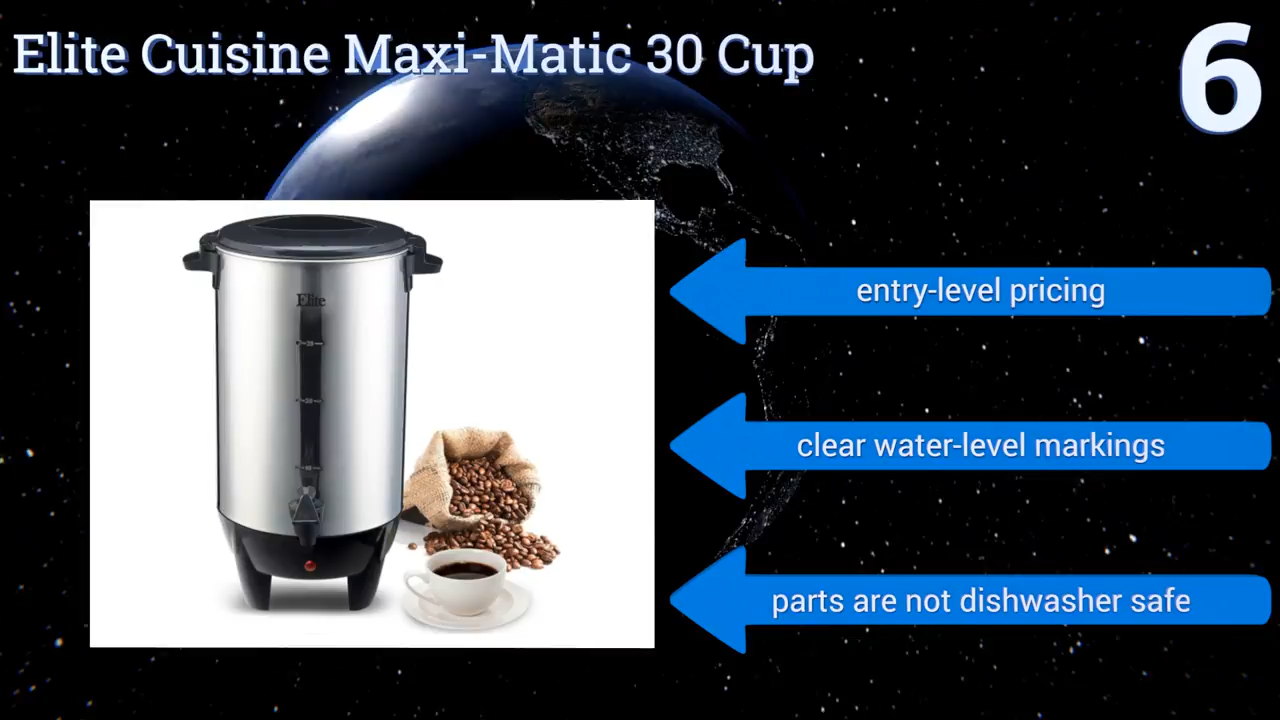 Elite Cuisine Maxi-Matic 30 Cup
6
Elite
entry-level pricing
clear water-level markings
parts are not dishwasher safe